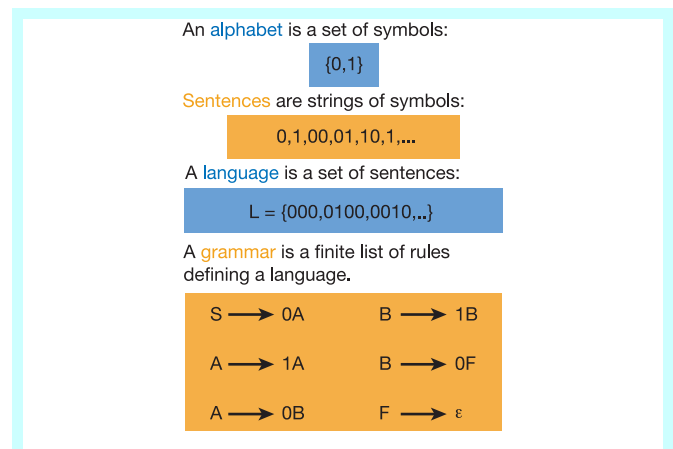 An alphabet is a set of symbols:
{0,1}
Sentences are strings of symbols:
0,1,00,01,10,1,...
A language is a set of sentences:
L = {000,0100,0010,..}
A grammar is a finite list of rules
defining a language.
S → 0A B → 1B
A → 1A B → 0F
A → 0B F → ε